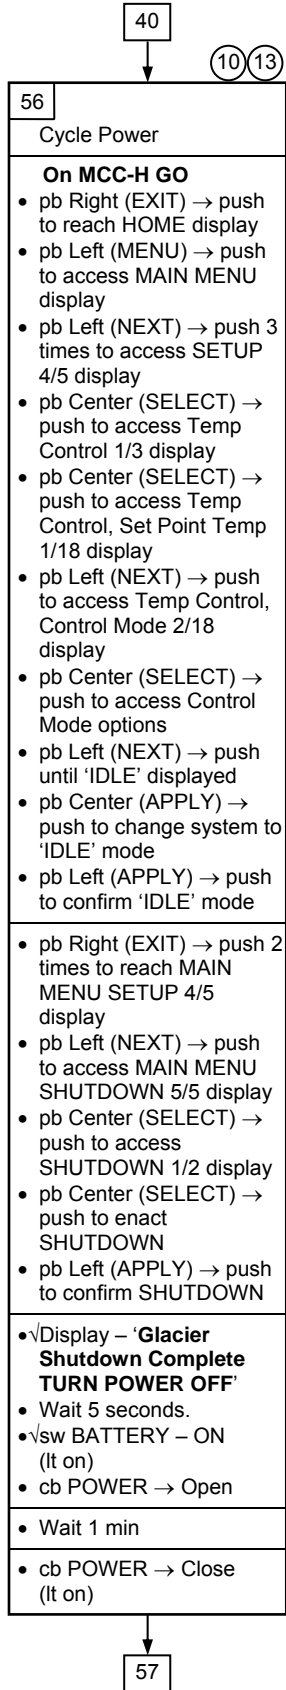 40
10 13
56
Cycle Power
On MCC-H GO
• pb Right (EXIT) → push
to reach HOME display
• pb Left (MENU) → push
to access MAIN MENU
display
• pb Left (NEXT) → push 3
times to access SETUP
4/5 display
• pb Center (SELECT) →
push to access Temp
Control 1/3 display
• pb Center (SELECT) →
push to access Temp
Control, Set Point Temp
1/18 display
• pb Left (NEXT) → push
to access Temp Control,
Control Mode 2/18
display
• pb Center (SELECT) →
push to access Control
Mode options
• pb Left (NEXT) → push
until ‘IDLE’ displayed
• pb Center (APPLY) →
push to change system to
‘IDLE’ mode
• pb Left (APPLY) → push
to confirm ‘IDLE’ mode
• pb Right (EXIT) → push 2
times to reach MAIN
MENU SETUP 4/5
display
• pb Left (NEXT) → push
to access MAIN MENU
SHUTDOWN 5/5 display
• pb Center (SELECT) →
push to access
SHUTDOWN 1/2 display
• pb Center (SELECT) →
push to enact
SHUTDOWN
• pb Left (APPLY) → push
to confirm SHUTDOWN
•√Display – ‘Glacier
Shutdown Complete
TURN POWER OFF’
• Wait 5 seconds.
•√sw BATTERY – ON
(lt on)
• cb POWER → Open
• Wait 1 min
• cb POWER → Close
(lt on)
57